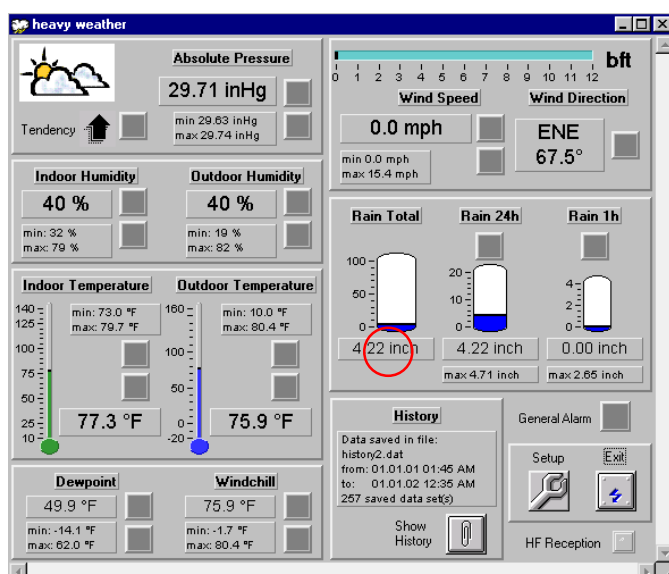 heavy weather
Absolute Pressure
29.71 inHg
Tendency
min 29.63 inHg
max 29.74 inHg
Indoor Humidity
Outdoor Humidity
40 %
40 %
min: 32 %
max: 79 %
min: 19 %
max: 82 %
Indoor Temperature
Outdoor Temperature
140
125
100
75
50
25
10
min: 73.0 °F
max: 79.7 °F
77.3 °F
160
100
50
0
-20
min: 10.0 °F
max: 80.4 °F
75.9 °F
Dewpoint
Windchill
49.9 °F
75.9 °F
min: -14.1 °F
max: 62.0 °F
min: -1.7 °F
max: 80.4 °F
bft
0 1 2 3 4 5 6 7 8 9 10 11 12
Wind Speed
Wind Direction
0.0 mph
ENE
67.5°
min 0.0 mph
max 15.4 mph
Rain Total
Rain 24h
Rain 1h
100
50
0
20
10
0
4
2
0
4.22 inch
4.22 inch
0.00 inch
max 4.71 inch
max 2.65 inch
History
Data saved in file:
history2.dat
from: 01.01.01 01:45 AM
to: 01.01.02 12:35 AM
257 saved data set(s)
Show
History
General Alarm
Setup
Exit
HF Reception